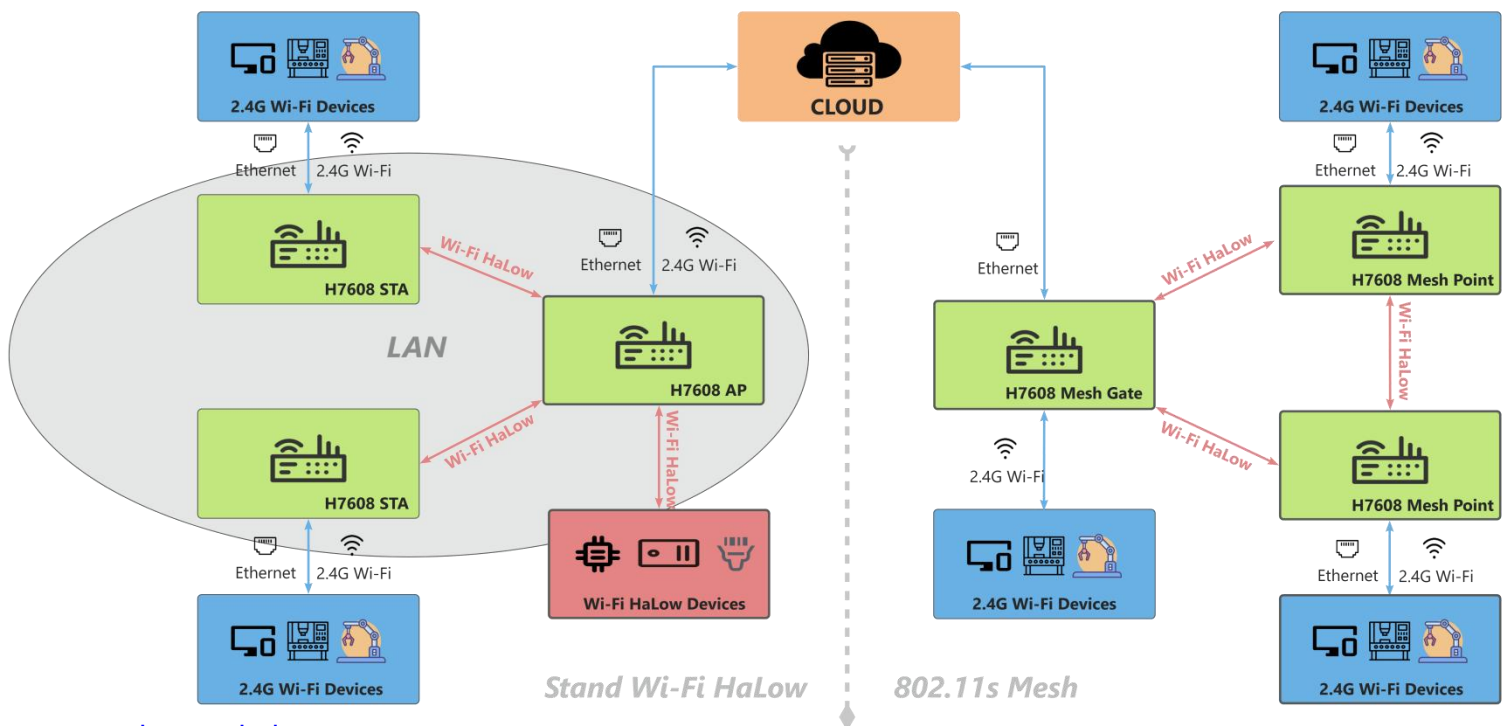 2.4G Wi-Fi Devices
Ethernet
2.4G Wi-Fi
H7608 STA
Wi-Fi HaLow
LAN
Ethernet
2.4G Wi-Fi
H7608 AP
Wi-Fi HaLow
H7608 STA
Wi-Fi HaLow
Ethernet
2.4G Wi-Fi
2.4G Wi-Fi Devices
Wi-Fi HaLow Devices
Stand Wi-Fi HaLow
CLOUD
802.11s Mesh
Ethernet
H7608 Mesh Gate
2.4G Wi-Fi
2.4G Wi-Fi Devices
Wi-Fi HaLow
Wi-Fi HaLow
2.4G Wi-Fi Devices
Ethernet
2.4G Wi-Fi
H7608 Mesh Point
Wi-Fi HaLow
H7608 Mesh Point
Ethernet
2.4G Wi-Fi
2.4G Wi-Fi Devices